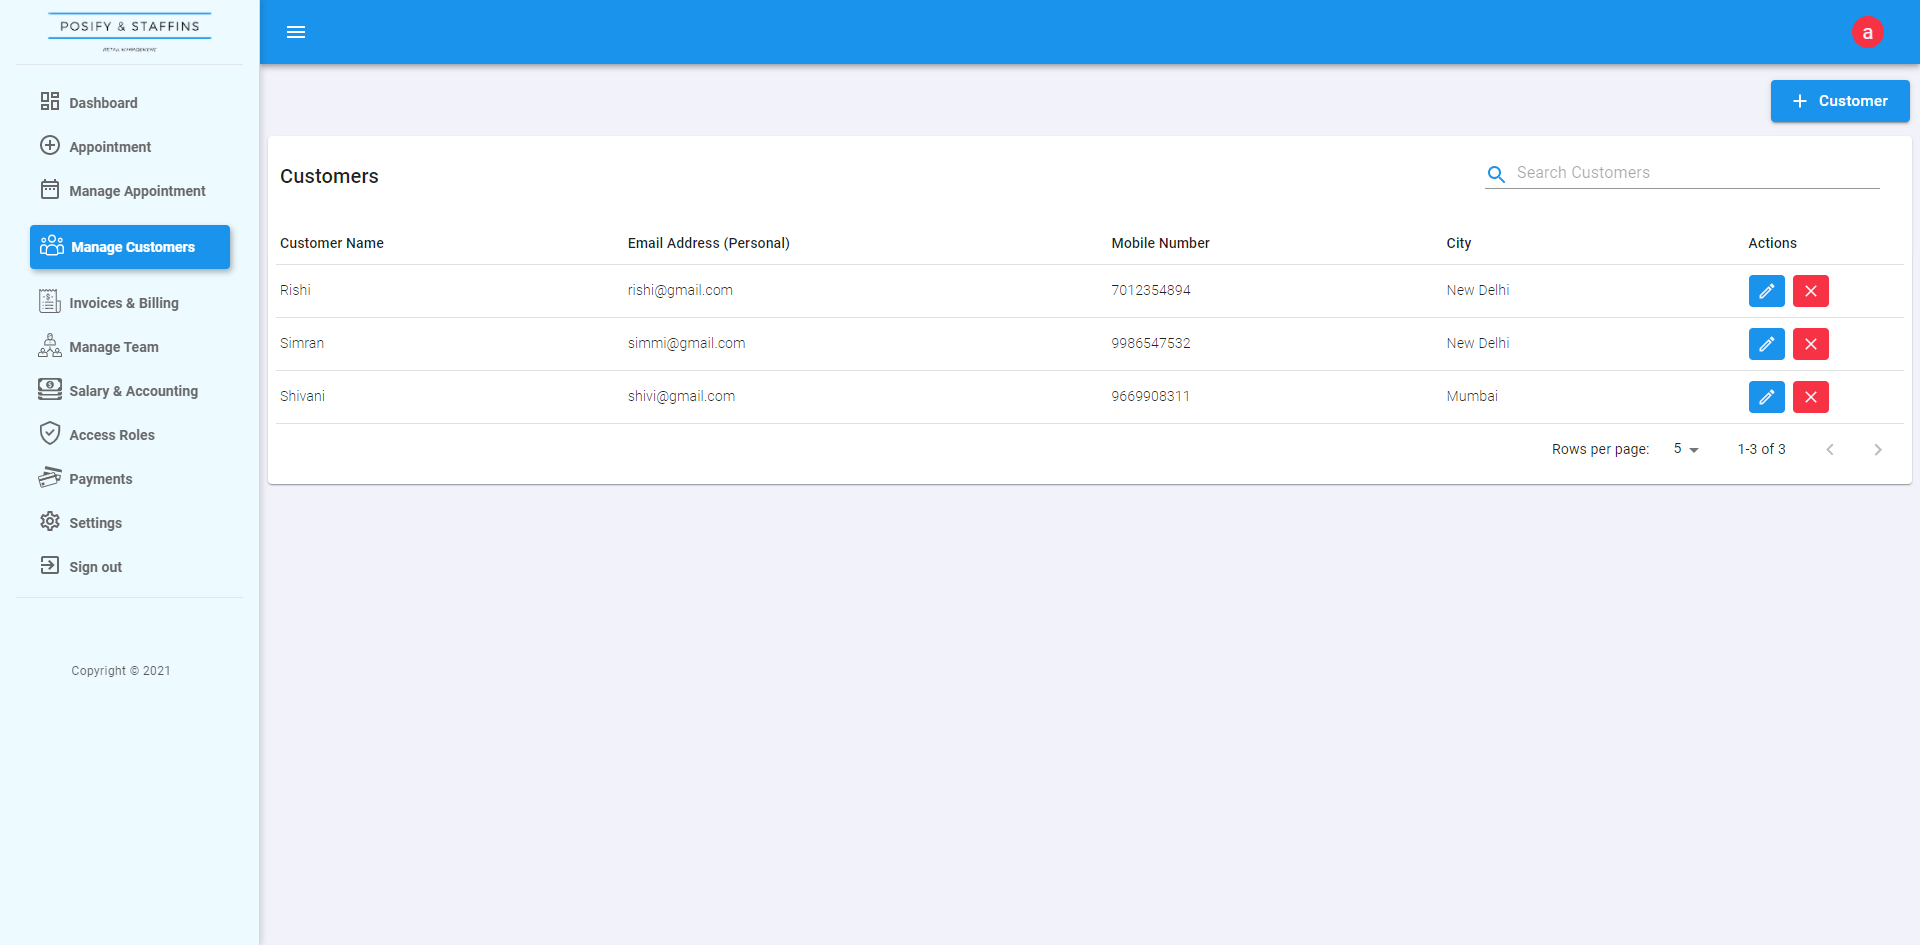 POSIFY & STAFFINS
RETAIL MANAGEMENT
Dashboard
Appointment
Manage Appointment
Manage Customers
Invoices & Billing
Manage Team
Salary & Accounting
Access Roles
Payments
Settings
Sign out
Copyright © 2021
a
Customer
Customers
Search Customers
Customer Name Email Address (Personal) Mobile Number City Actions
Rishi rishi@gmail.com 7012354894 New Delhi
Simran simmi@gmail.com 9986547532 New Delhi
Shivani shivi@gmail.com 9669908311 Mumbai
Rows per page: 5 1-3 of 3